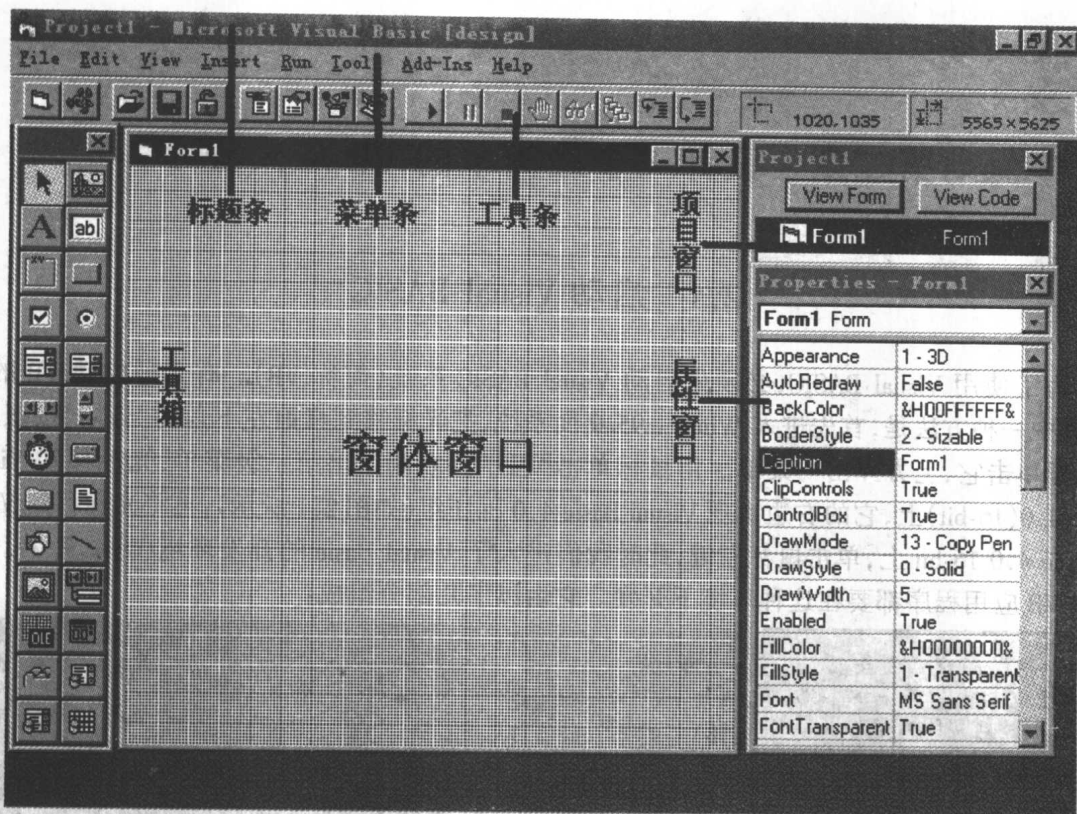 Project1 - Microsoft Visual Basic [design]
File Edit View Insert Run Tools Add-Ins Help
1020,1035 5565×5625
Form1
标题条 菜单条 工具条
项目窗口
工具箱
窗体窗口
属性窗口
A ab
XY
OLE
Project1
View Form View Code
Form1 Form1
Properties - Form1
Form1 Form
Appearance 1 - 3D
AutoRedraw False
BackColor &H00FFFFFF&
BorderStyle 2 - Sizable
Caption Form1
ClipControls True
ControlBox True
DrawMode 13 - Copy Pen
DrawStyle 0 - Solid
DrawWidth 5
Enabled True
FillColor &H00000000&
FillStyle 1 - Transparent
Font MS Sans Serif
FontTransparent True